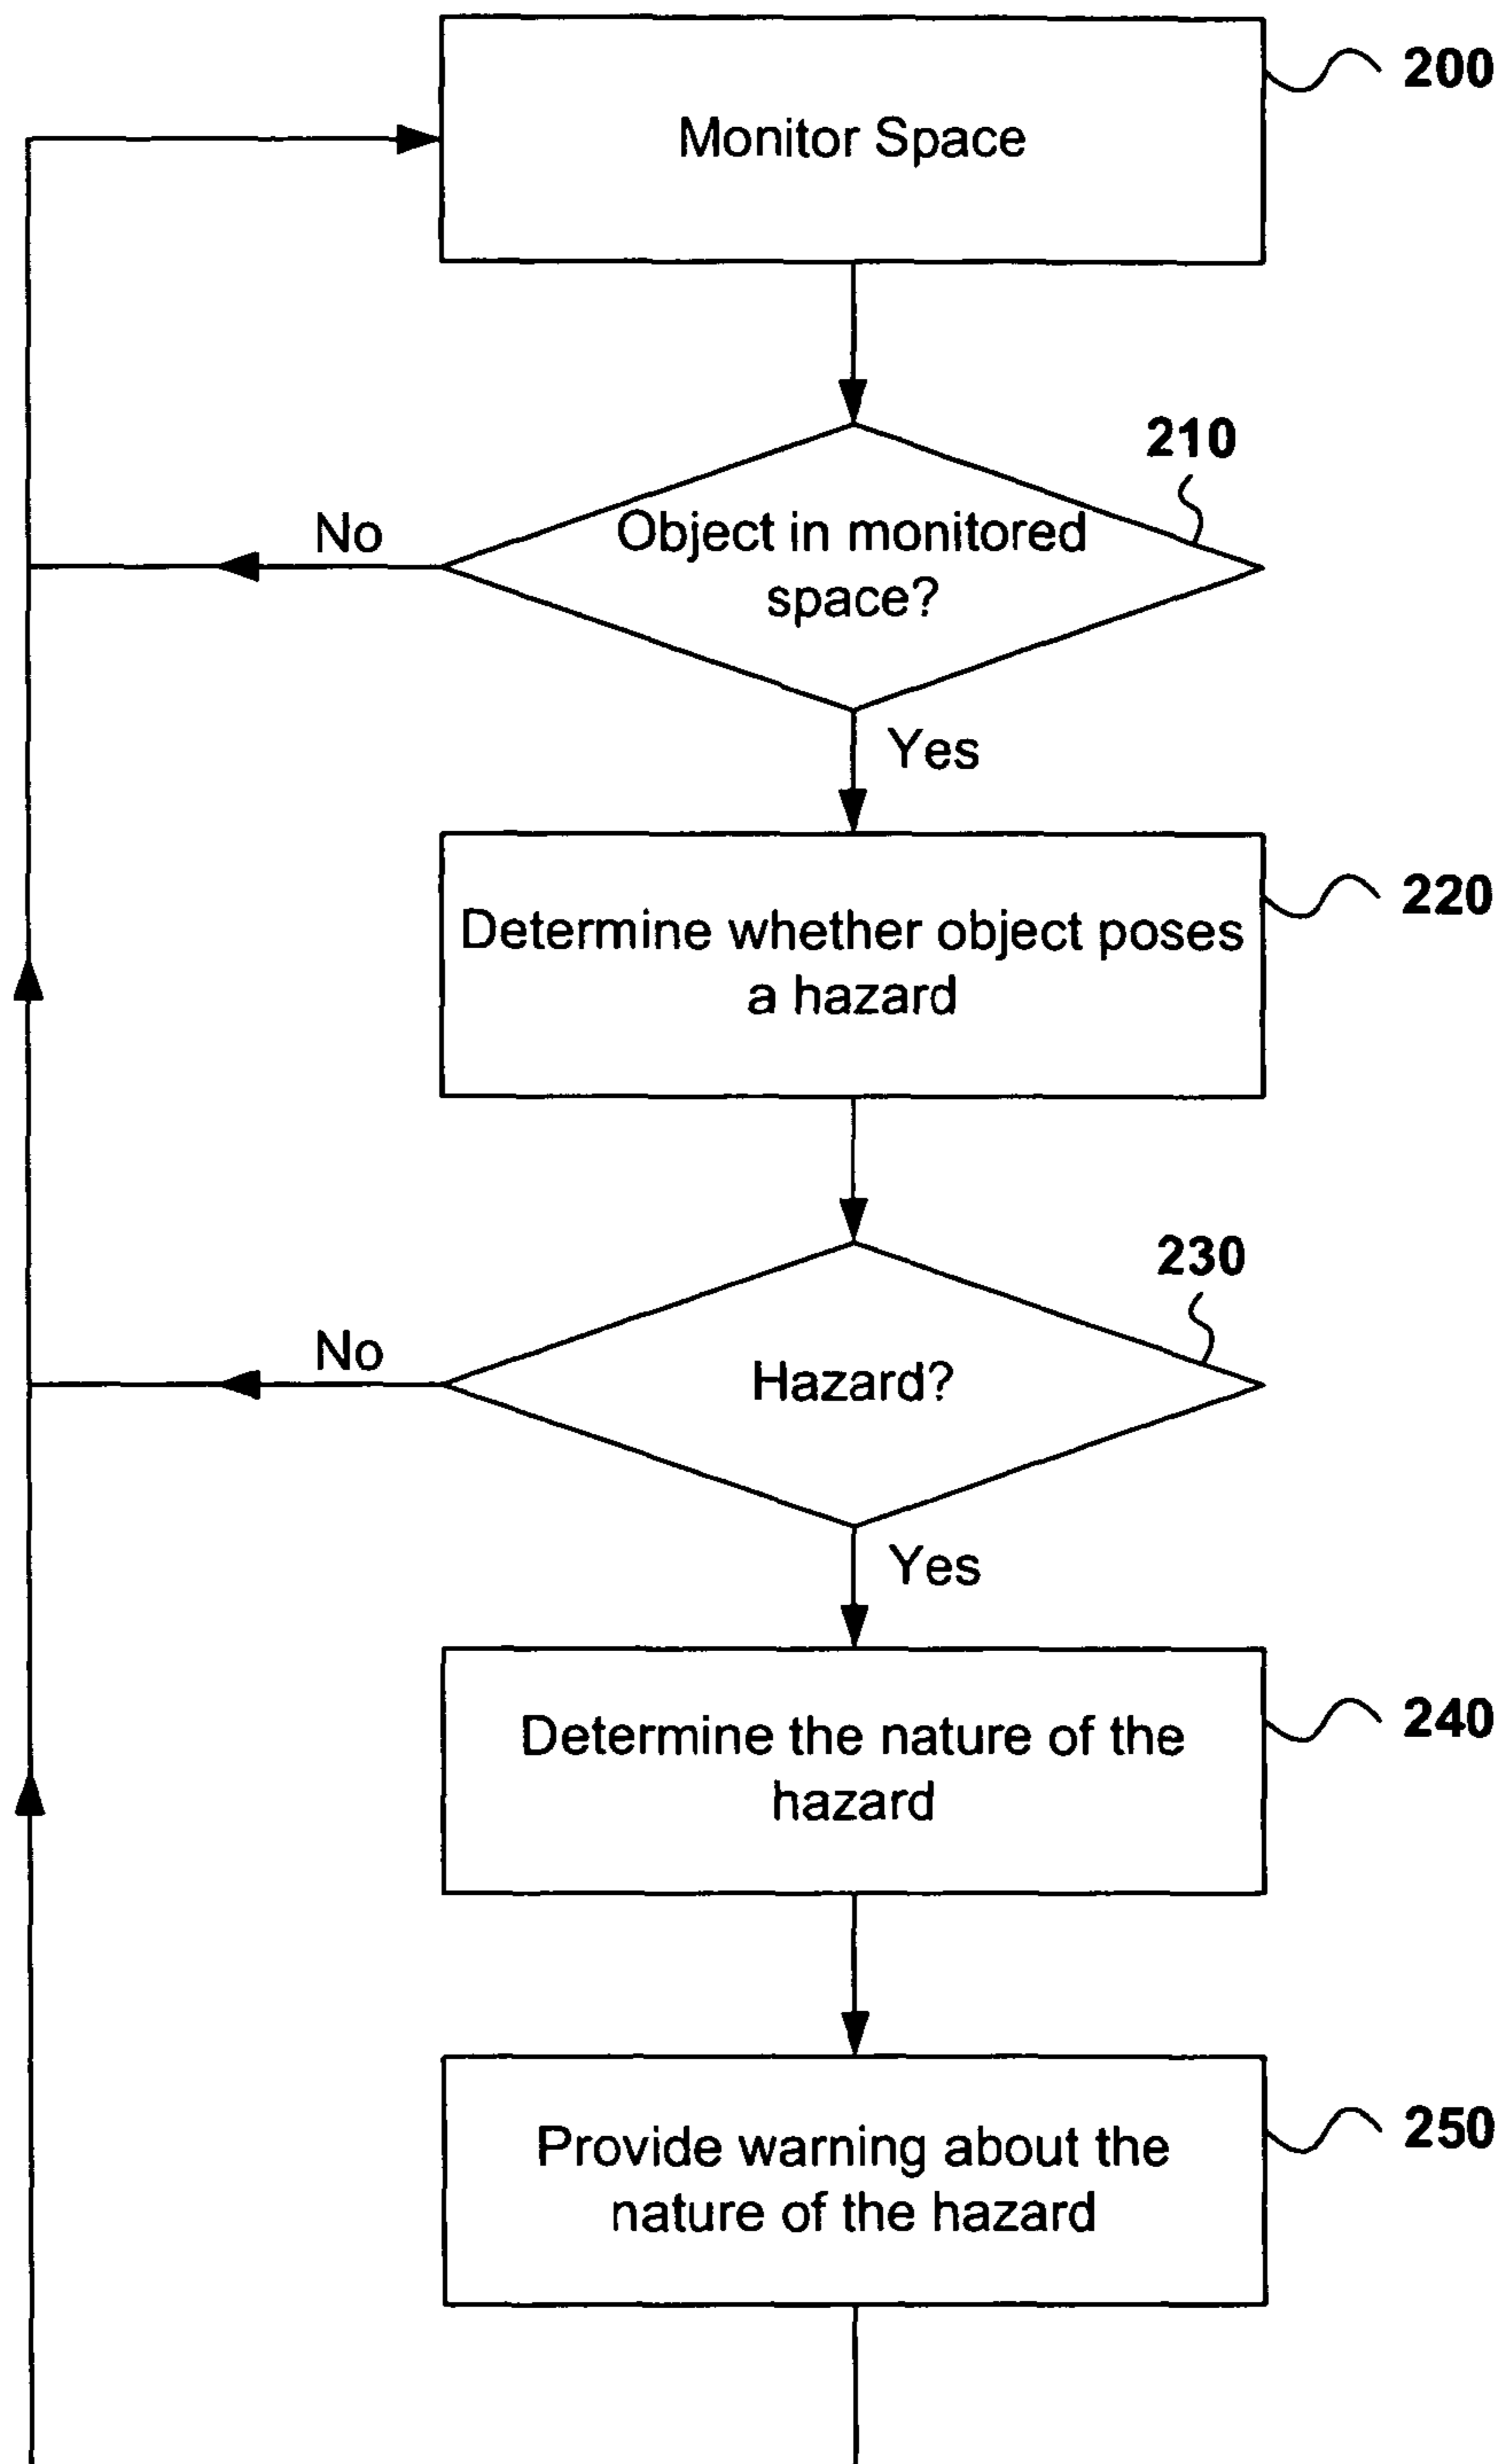 200
Monitor Space
210
Object in monitored
space?
No
Yes
220
Determine whether object poses
a hazard
230
Hazard?
No
Yes
240
Determine the nature of the
hazard
250
Provide warning about the
nature of the hazard